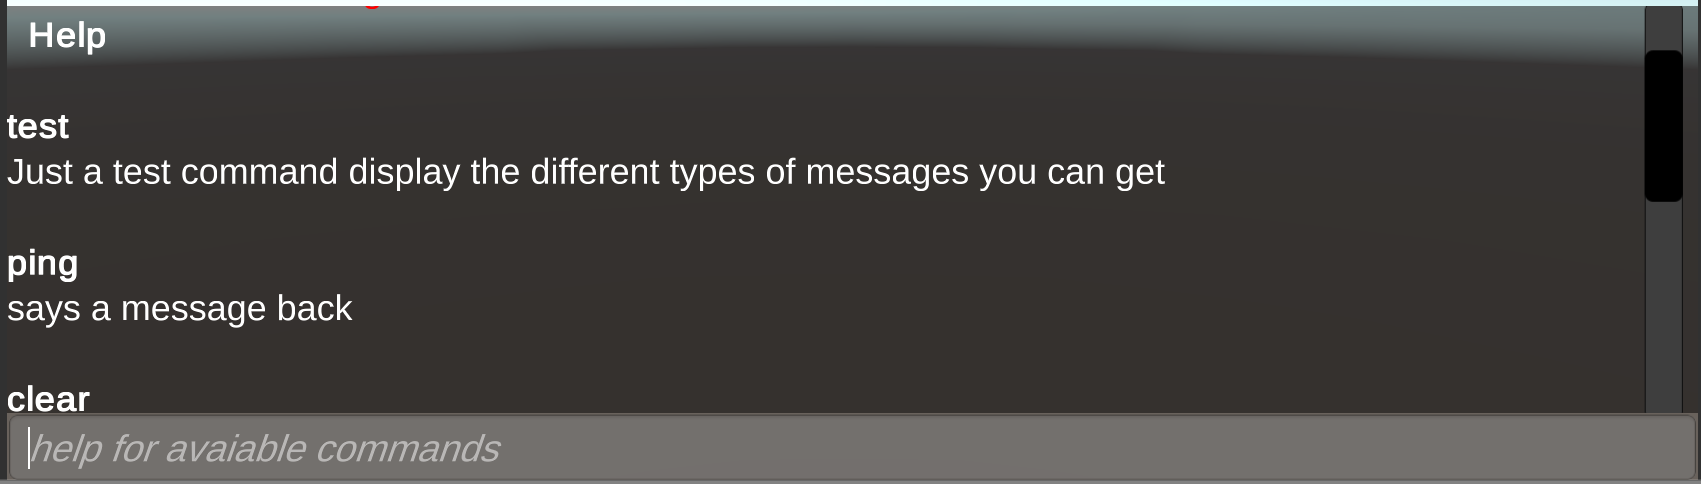 Help
test
Just a test command display the different types of messages you can get
ping
says a message back
clear
help for avaiable commands